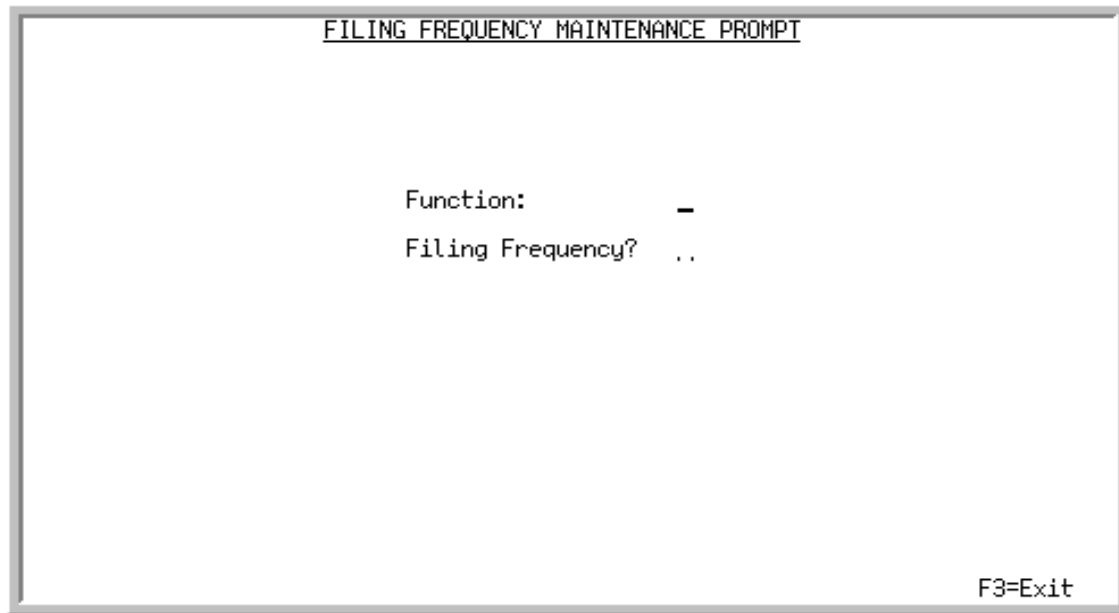 FILING FREQUENCY MAINTENANCE PROMPT
Function: _
Filing Frequency? ..
F3=Exit